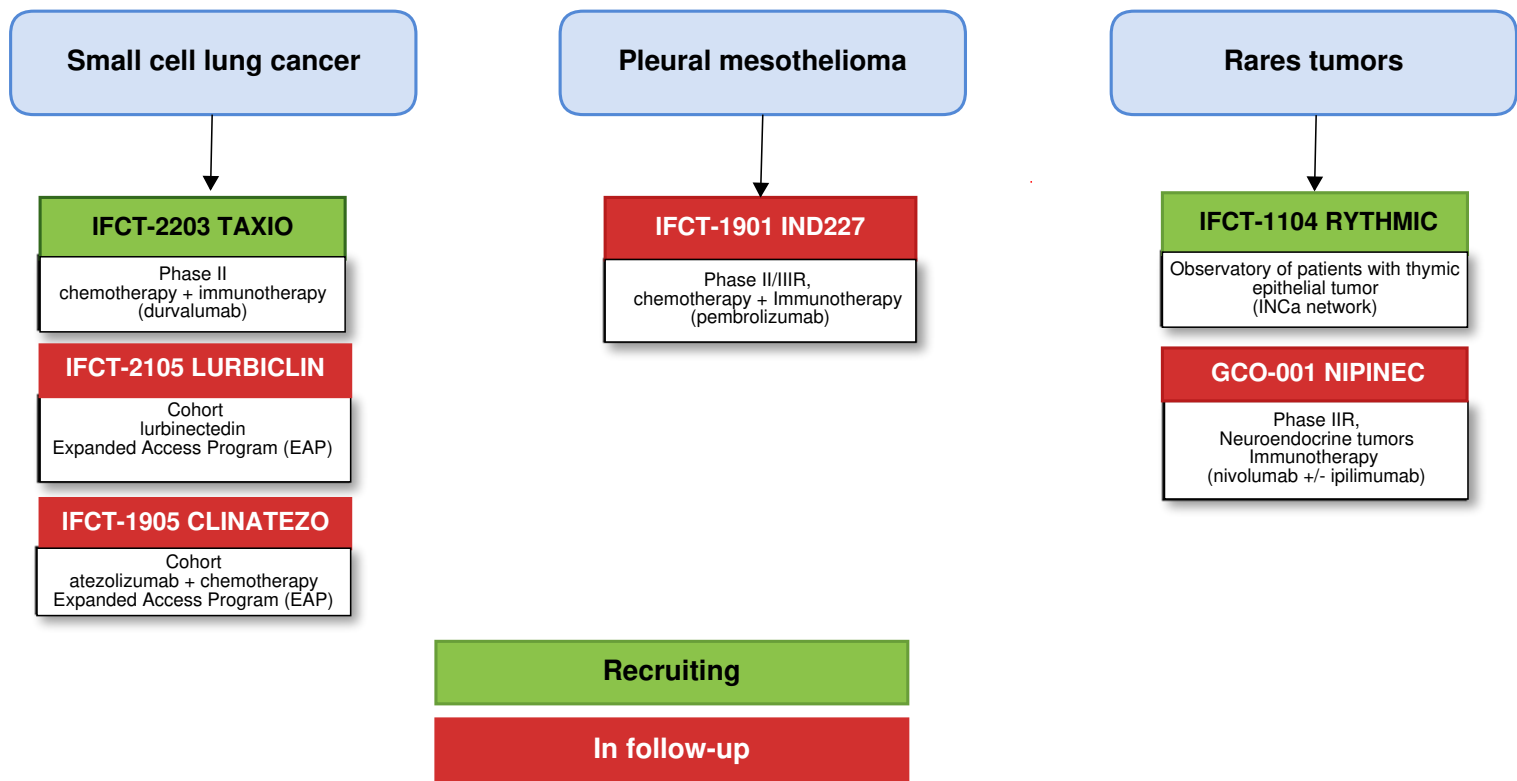 Small cell lung cancer
Pleural mesothelioma
Rares tumors
IFCT-2203 TAXIO
Phase II
chemotherapy + immunotherapy
(durvalumab)
IFCT-2105 LURBICLIN
Cohort
lurbinectedin
Expanded Access Program (EAP)
IFCT-1905 CLINATEZO
Cohort
atezolizumab + chemotherapy
Expanded Access Program (EAP)
IFCT-1901 IND227
Phase II/IIIR,
chemotherapy + Immunotherapy
(pembrolizumab)
IFCT-1104 RYTHMIC
Observatory of patients with thymic
epithelial tumor
(INCa network)
GCO-001 NIPINEC
Phase IIR,
Neuroendocrine tumors
Immunotherapy
(nivolumab +/- ipilimumab)
Recruiting
In follow-up